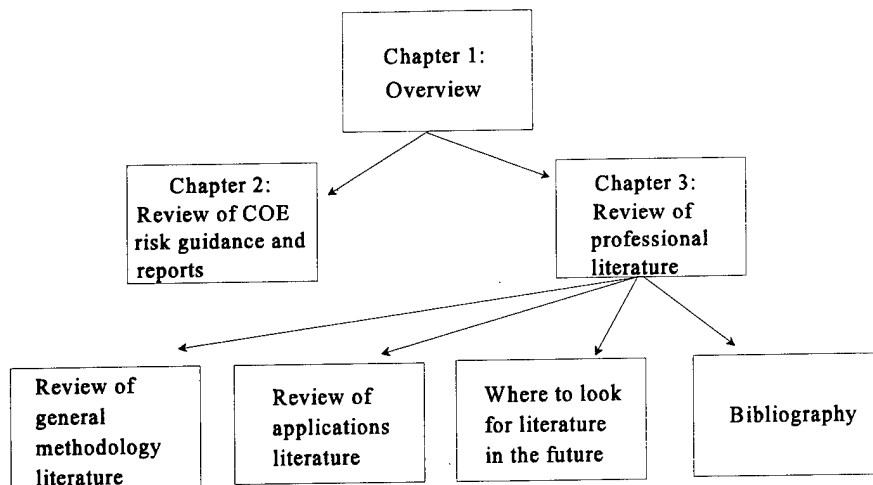 Chapter 1:
Overview
Chapter 2:
Review of COE
risk guidance and
reports
Chapter 3:
Review of
professional
literature
Review of
general
methodology
literature
Review of
applications
literature
Where to look
for literature
in the future
Bibliography